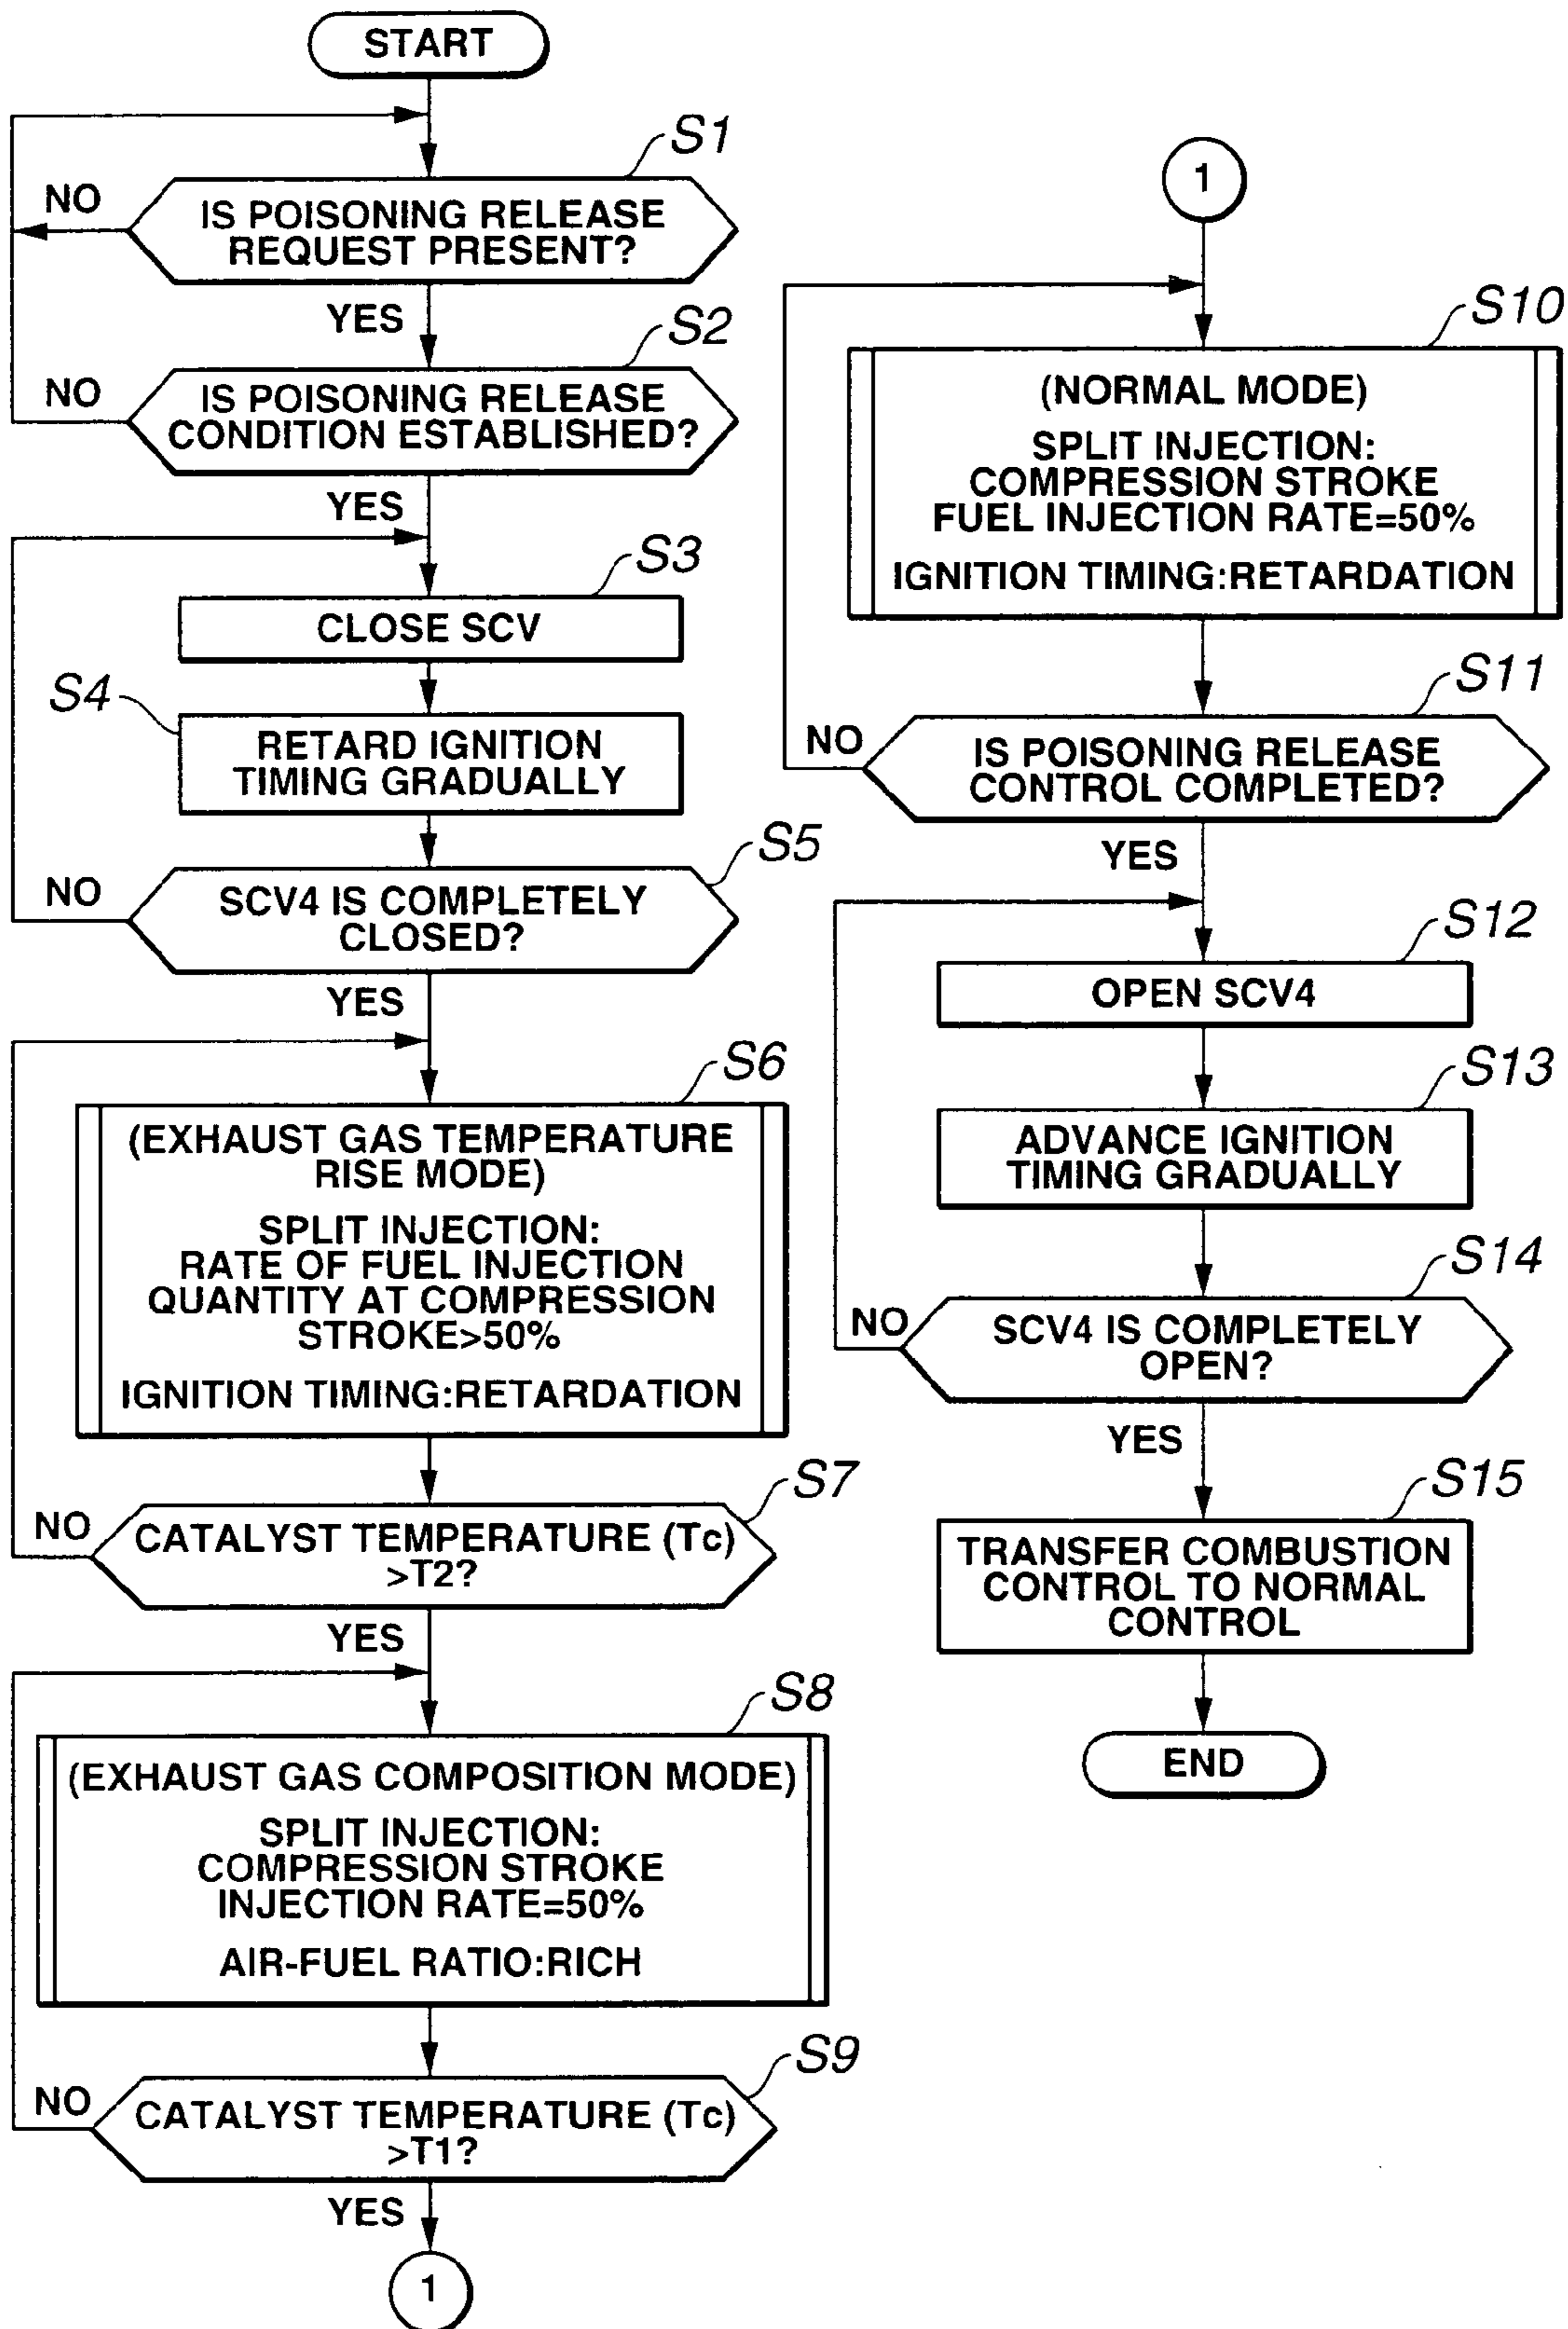 START
S1
NO
IS POISONING RELEASE
REQUEST PRESENT?
YES
S2
NO
IS POISONING RELEASE
CONDITION ESTABLISHED?
YES
S3
CLOSE SCV
S4
RETARD IGNITION
TIMING GRADUALLY
S5
NO
SCV4 IS COMPLETELY
CLOSED?
YES
S6
(EXHAUST GAS TEMPERATURE
RISE MODE)
SPLIT INJECTION:
RATE OF FUEL INJECTION
QUANTITY AT COMPRESSION
STROKE>50%
IGNITION TIMING:RETARDATION
S7
NO
CATALYST TEMPERATURE (Tc)
>T2?
YES
S8
(EXHAUST GAS COMPOSITION MODE)
SPLIT INJECTION:
COMPRESSION STROKE
INJECTION RATE=50%
AIR-FUEL RATIO:RICH
S9
NO
CATALYST TEMPERATURE (Tc)
>T1?
YES
1
1
S10
(NORMAL MODE)
SPLIT INJECTION:
COMPRESSION STROKE
FUEL INJECTION RATE=50%
IGNITION TIMING:RETARDATION
S11
NO
IS POISONING RELEASE
CONTROL COMPLETED?
YES
S12
OPEN SCV4
S13
ADVANCE IGNITION
TIMING GRADUALLY
S14
NO
SCV4 IS COMPLETELY
OPEN?
YES
S15
TRANSFER COMBUSTION
CONTROL TO NORMAL
CONTROL
END